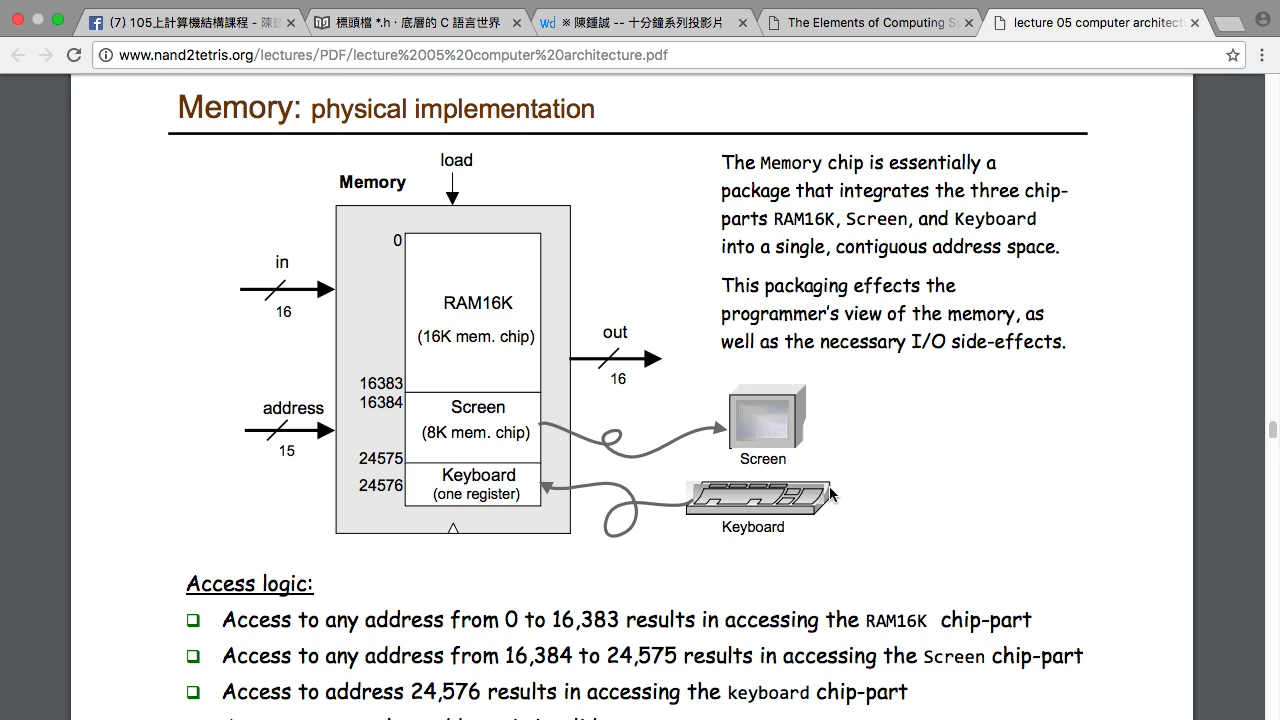 (7) 105上計算機結構課程 - 陳鍾
標頭檔 *.h · 底層的 C 語言世界
wd ※ 陳鍾誠 -- 十分鐘系列投影片
The Elements of Computing Sy
lecture 05 computer architect
www.nand2tetris.org/lectures/PDF/lecture%2005%20computer%20architecture.pdf
Memory: physical implementation
load
Memory
in
16
address
15
0
RAM16K
(16K mem. chip)
16383
16384
Screen
(8K mem. chip)
24575
Keyboard
24576
(one register)
out
16
The Memory chip is essentially a
package that integrates the three chip-
parts RAM16K, Screen, and Keyboard
into a single, contiguous address space.
This packaging effects the
programmer's view of the memory, as
well as the necessary I/O side-effects.
Screen
Keyboard
Access logic:
Access to any address from 0 to 16,383 results in accessing the RAM16K chip-part
Access to any address from 16,384 to 24,575 results in accessing the Screen chip-part
Access to address 24,576 results in accessing the keyboard chip-part